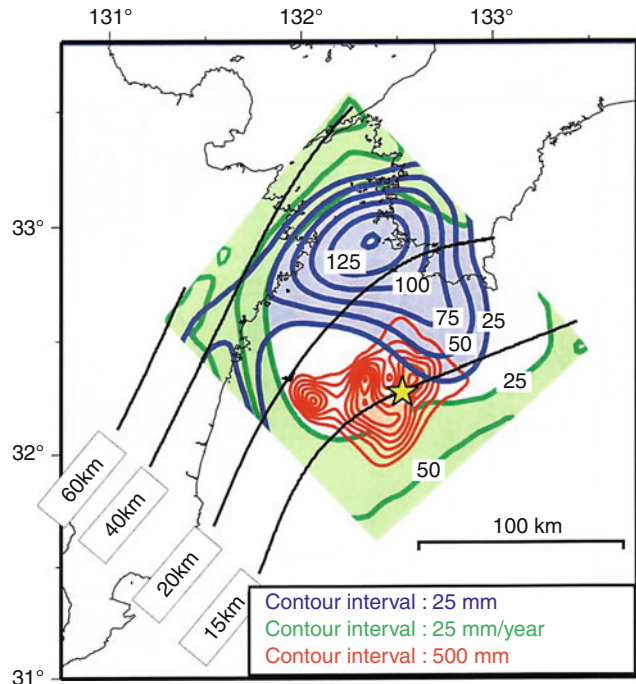 131° 132° 133°
33°
32°
31°
125
100
75
50
25
25
50
60km
40km
20km
15km
100 km
Contour interval : 25 mm
Contour interval : 25 mm/year
Contour interval : 500 mm